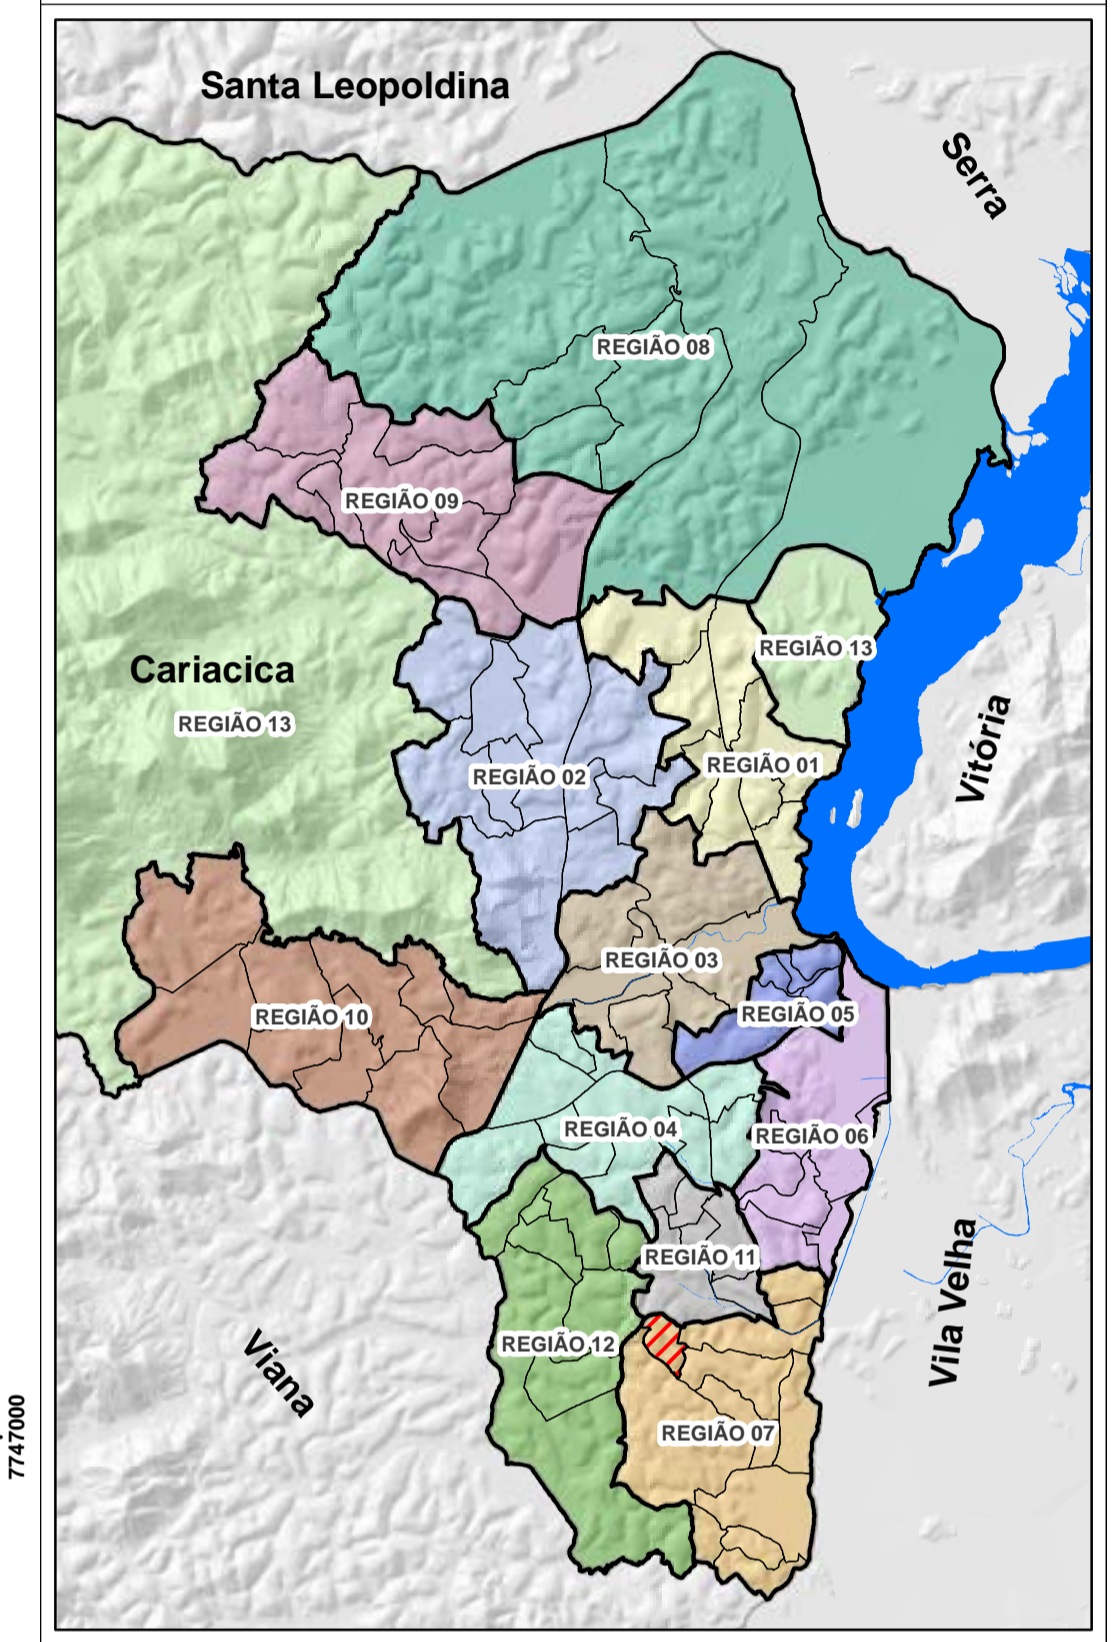 Santa Leopoldina
Serra
REGIÃO 08
REGIÃO 09
REGIÃO 13
Cariacica
REGIÃO 13
Vitória
REGIÃO 01
REGIÃO 02
REGIÃO 03
REGIÃO 05
REGIÃO 10
REGIÃO 04
REGIÃO 06
REGIÃO 11
Vila Velha
REGIÃO 12
Viana
REGIÃO 07
7747000